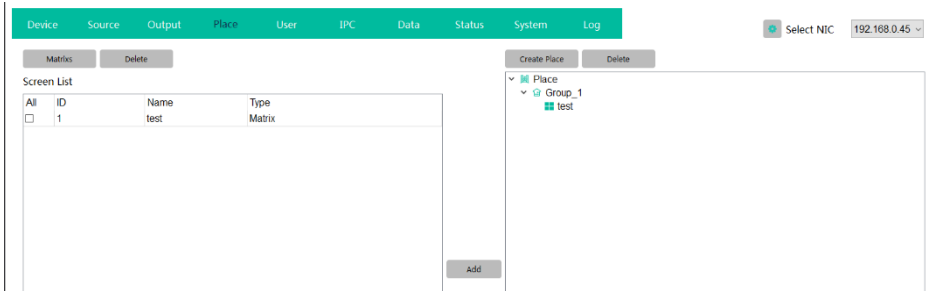 Device Source Output Place User IPC Data Status System Log
Select NIC 192.168.0.45
Matrixs Delete
Screen List
All ID Name Type
1 test Matrix
Add
Create Place Delete
Place
Group_1
test